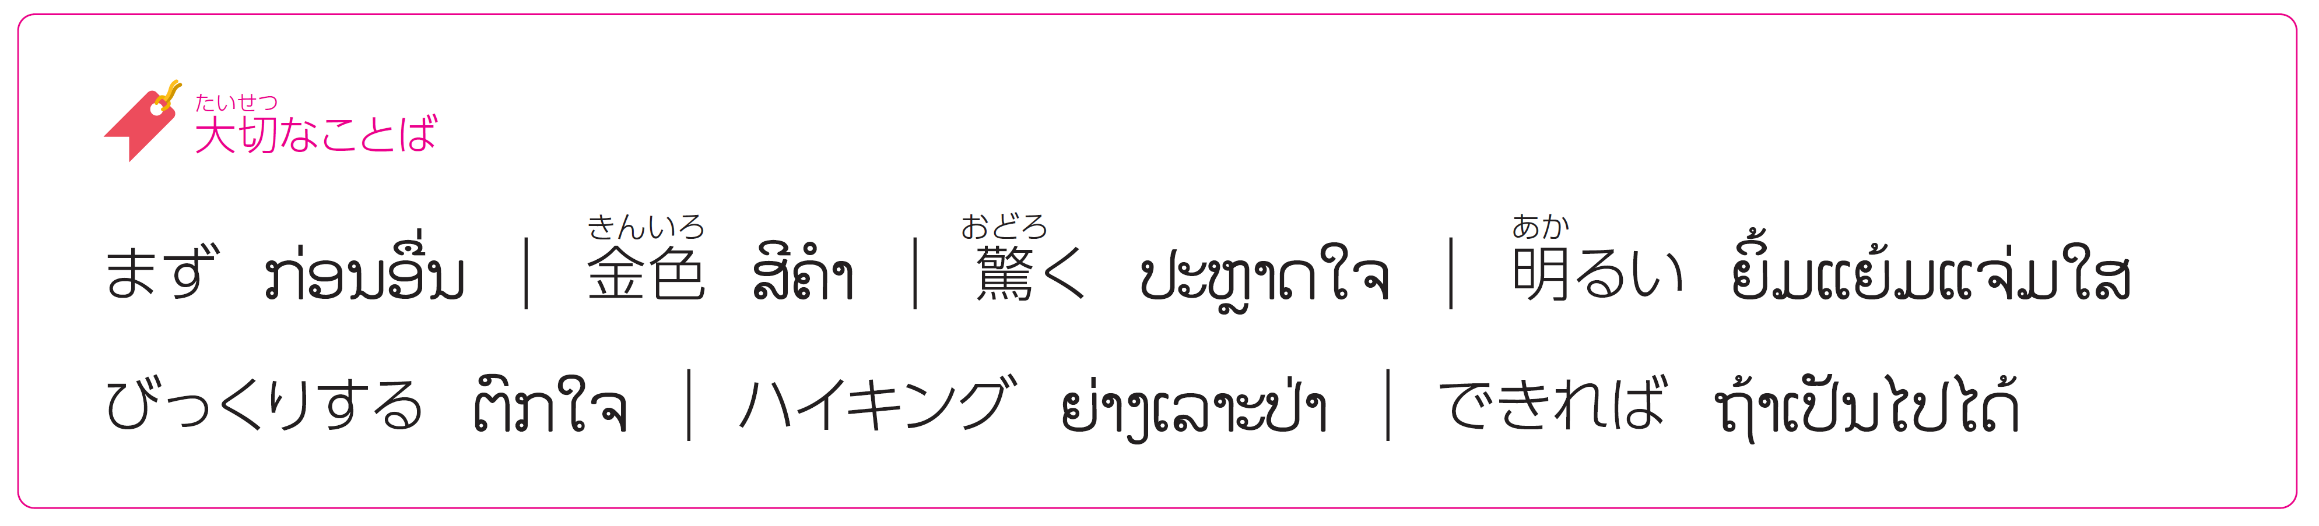 たいせつ
大切なことば
きんいろ おどろ あか
まず ກ່ອນອື່ນ | 金色 ສີຄຳ | 驚く ປະຫຼາດໃຈ | 明るい ຍິ້ມແຍ້ມແຈ່ມໃສ
びっくりする ຕົກໃຈ | ハイキング ຍ່າງເລາະປ່າ | できれば ຖ້າເປັນໄປໄດ້